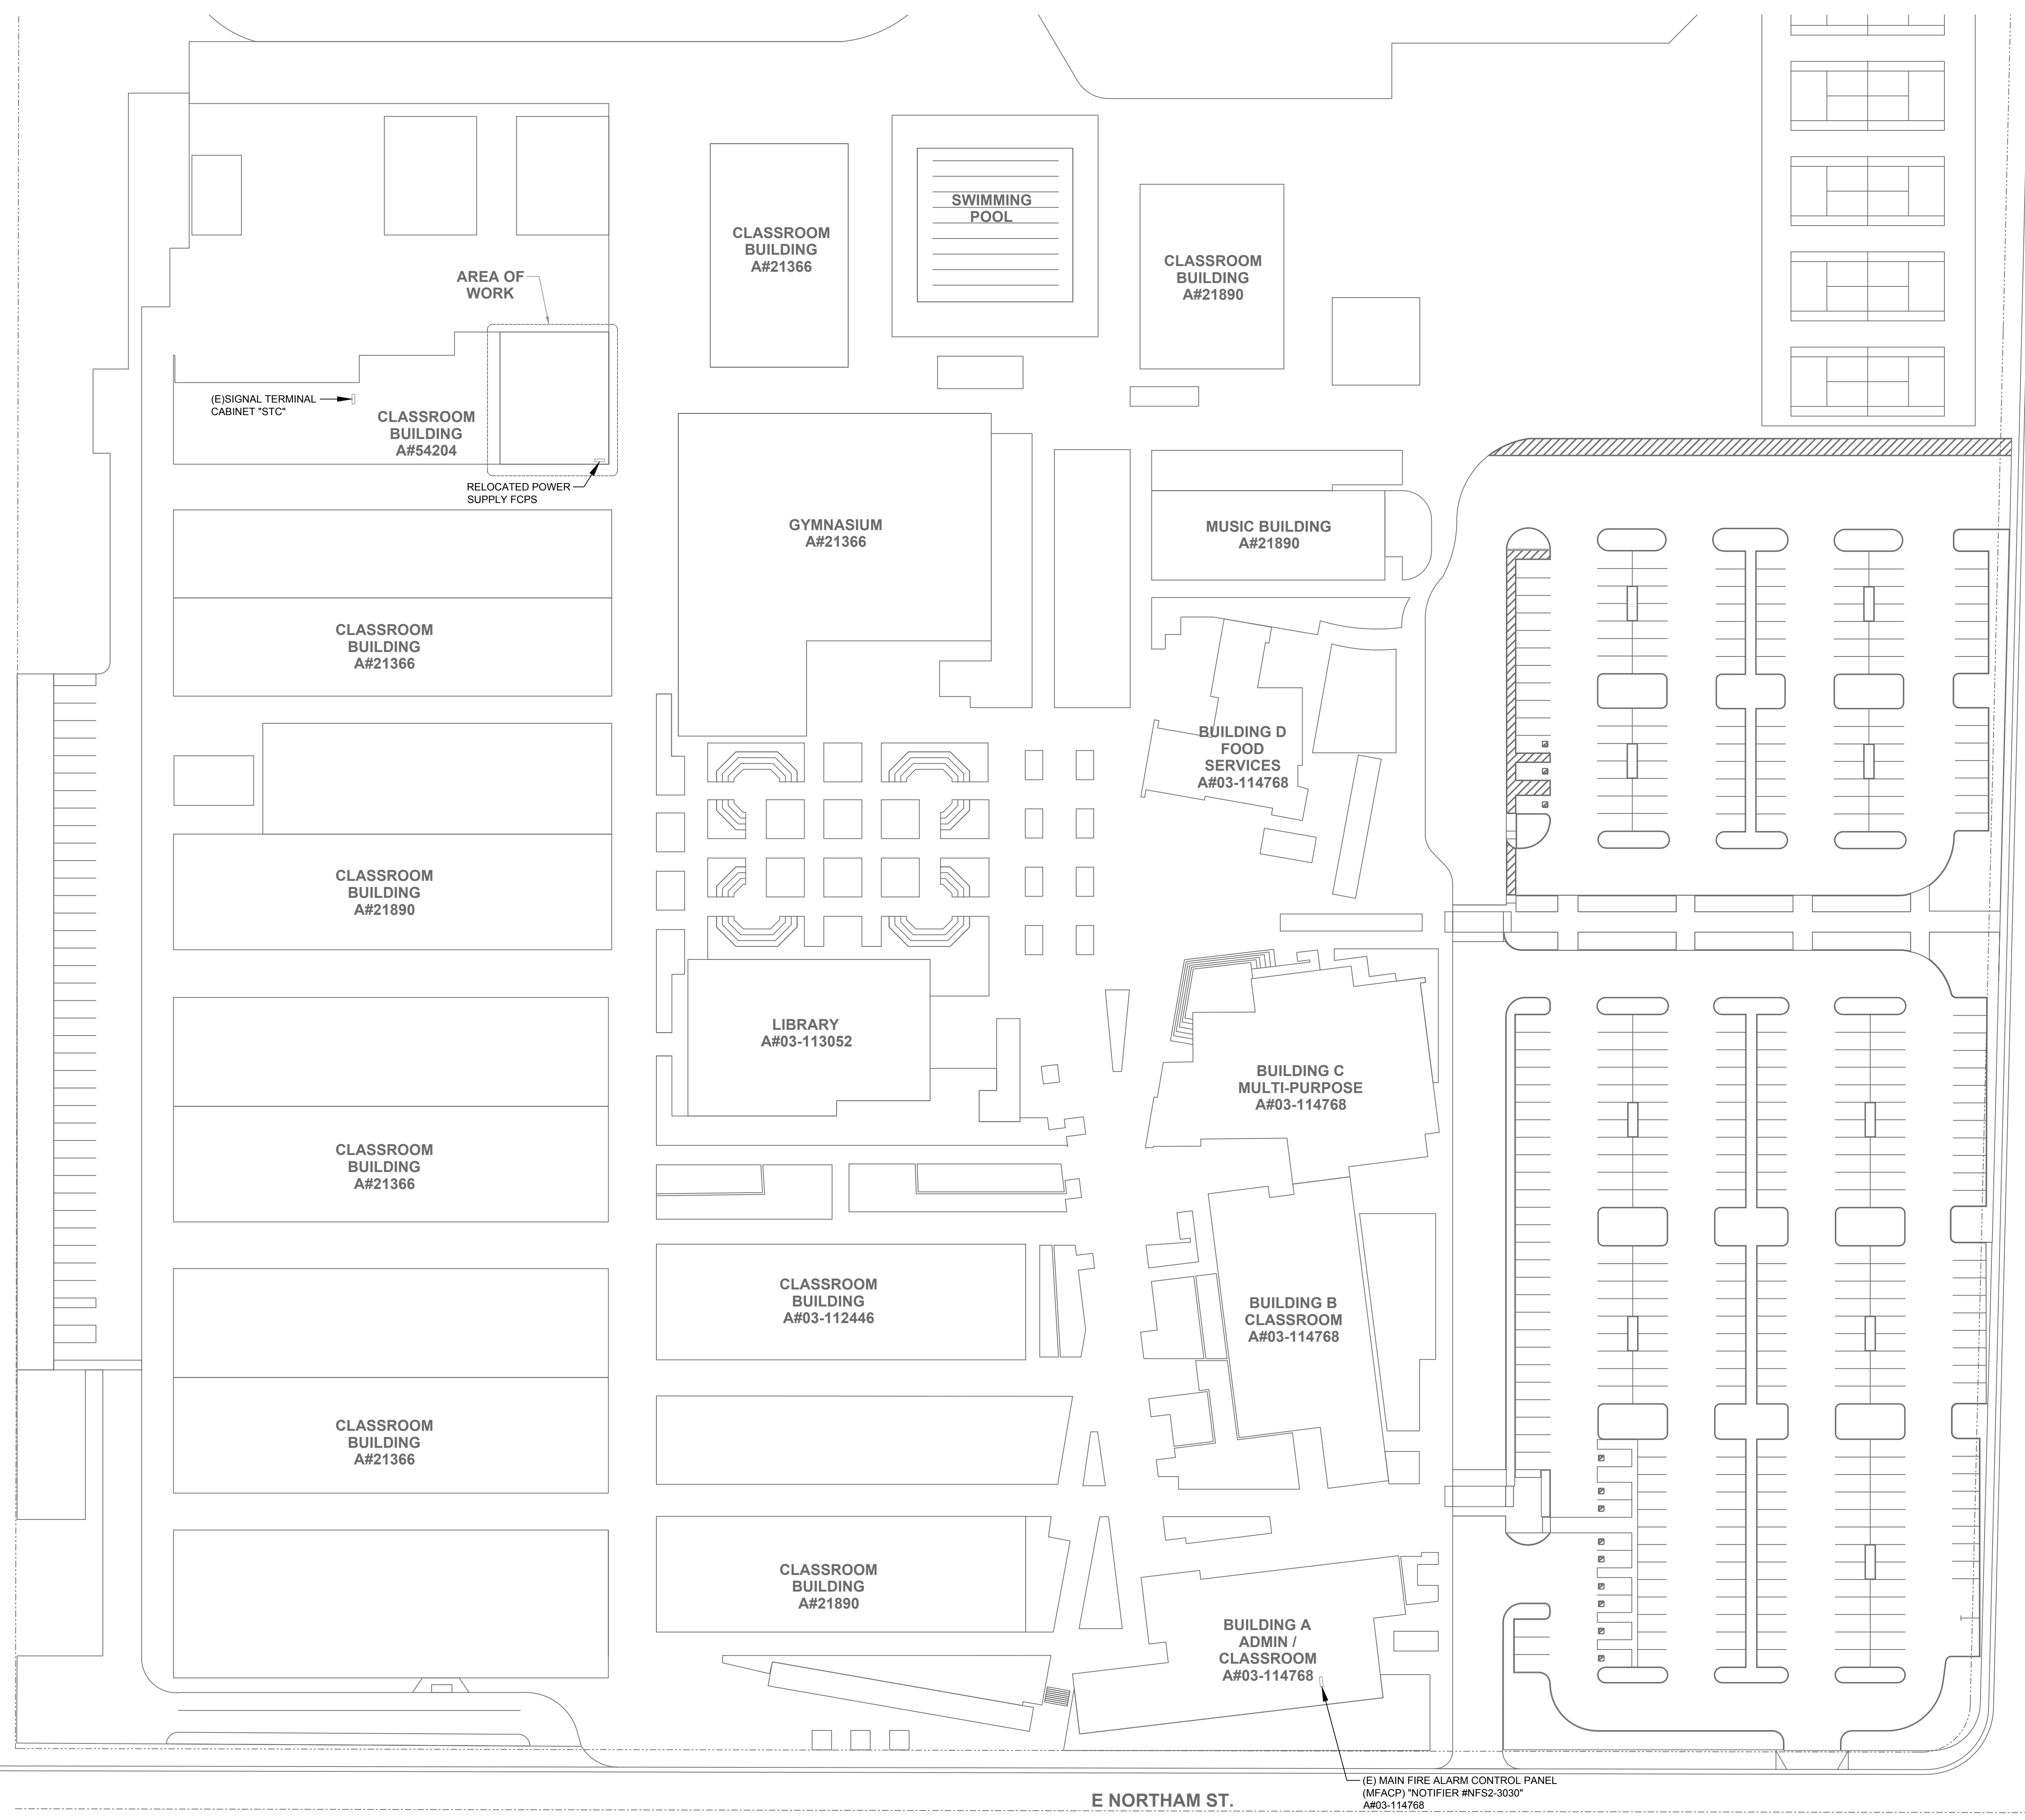 SWIMMING
POOL
CLASSROOM
BUILDING
A#21366
CLASSROOM
BUILDING
A#21890
AREA OF
WORK
(E)SIGNAL TERMINAL
CABINET "STC"
CLASSROOM
BUILDING
A#54204
RELOCATED POWER
SUPPLY FCPS
GYMNASIUM
A#21366
MUSIC BUILDING
A#21890
CLASSROOM
BUILDING
A#21366
BUILDING D
FOOD
SERVICES
A#03-114768
CLASSROOM
BUILDING
A#21890
LIBRARY
A#03-113052
BUILDING C
MULTI-PURPOSE
A#03-114768
CLASSROOM
BUILDING
A#21366
CLASSROOM
BUILDING
A#03-112446
BUILDING B
CLASSROOM
A#03-114768
CLASSROOM
BUILDING
A#21366
CLASSROOM
BUILDING
A#21890
BUILDING A
ADMIN /
CLASSROOM
A#03-114768
(E) MAIN FIRE ALARM CONTROL PANEL
(MFACP) "NOTIFIER #NFS2-3030"
A#03-114768
E NORTHAM ST.